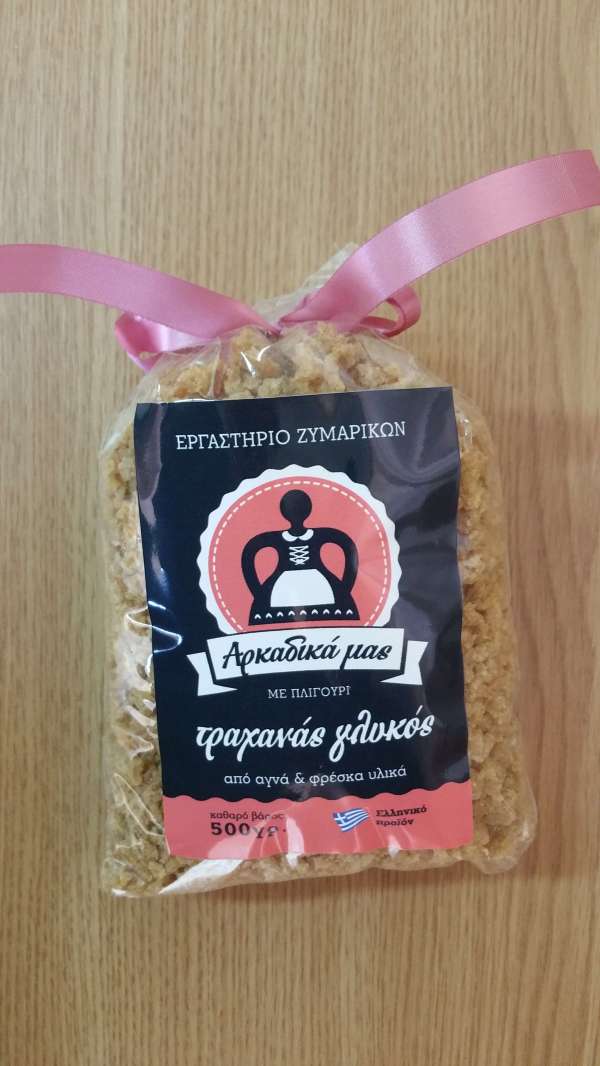 ΕΡΓΑΣΤΗΡΙΟ ΖΥΜΑΡΙΚΩΝ
Αρκαδικά μας
ΜΕ ΠΛΙΓΟΥΡΙ
τραχανάς γλυκός
από αγνά & φρέσκα υλικά
καθαρό βάρος
500γρ.
Ελληνικό
προϊόν